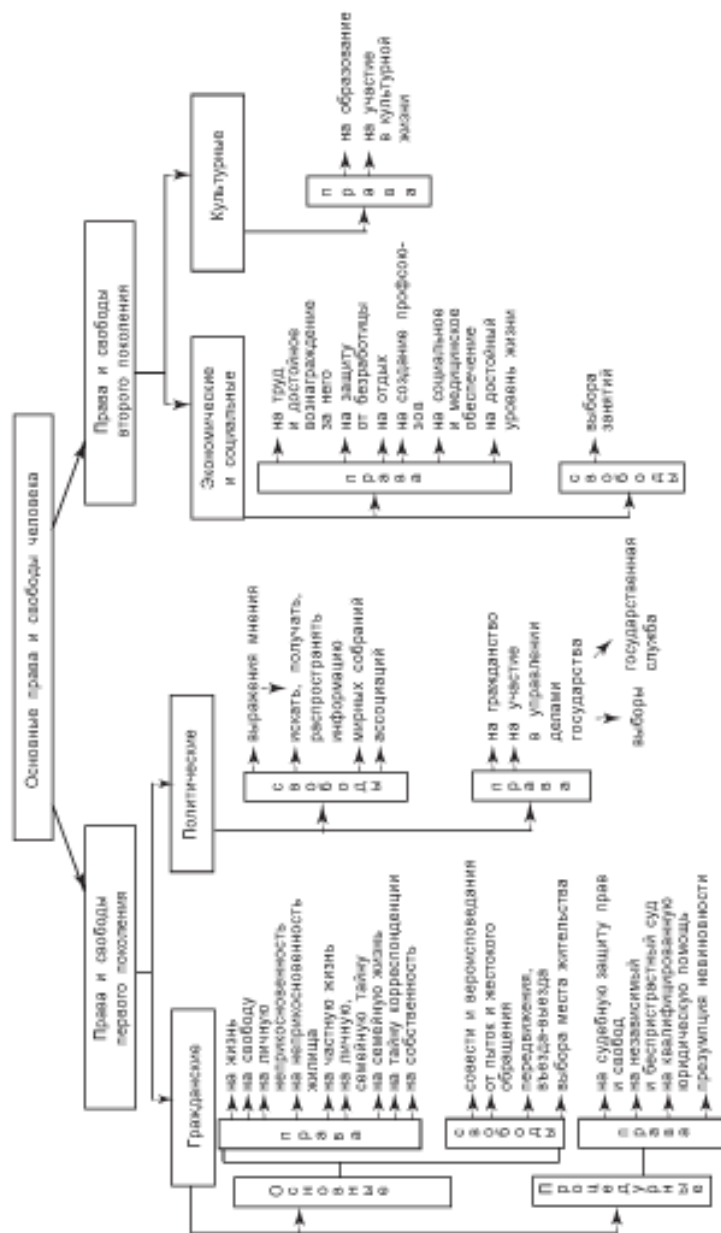 Основные права и свободы человека
Права и свободы
первого поколения
Права и свободы
второго поколения
Гражданские
Политические
Экономические
и социальные
Культурные
Основные
права
на жизнь
на свободу
на личную
неприкосновенность
на неприкосновенность
жилища
на частную жизнь
на личную,
семейную тайну
на семейную жизнь
на тайну корреспонденции
на собственность
свободы
совести и вероисповедания
от пыток и жестокого
обращения
передвижения,
въезда-выезда
выбора места жительства
Процедурные
права
на судебную защиту прав
и свобод
на независимый
и беспристрастный суд
на квалифицированную
юридическую помощь
презумпция невиновности
свободы
выражения мнения
искать, получать,
распространять
информацию
мирных собраний
ассоциаций
права
на гражданство
на участие
в управлении
делами
государства
выборы
государственная
служба
права
на труд
и достойное
вознаграждение
за него
на защиту
от безработицы
на отдых
на создание профсою-
зов
на социальное
и медицинское
обеспечение
на достойный
уровень жизни
свободы
выбора
занятий
права
на образование
на участие
в культурной
жизни